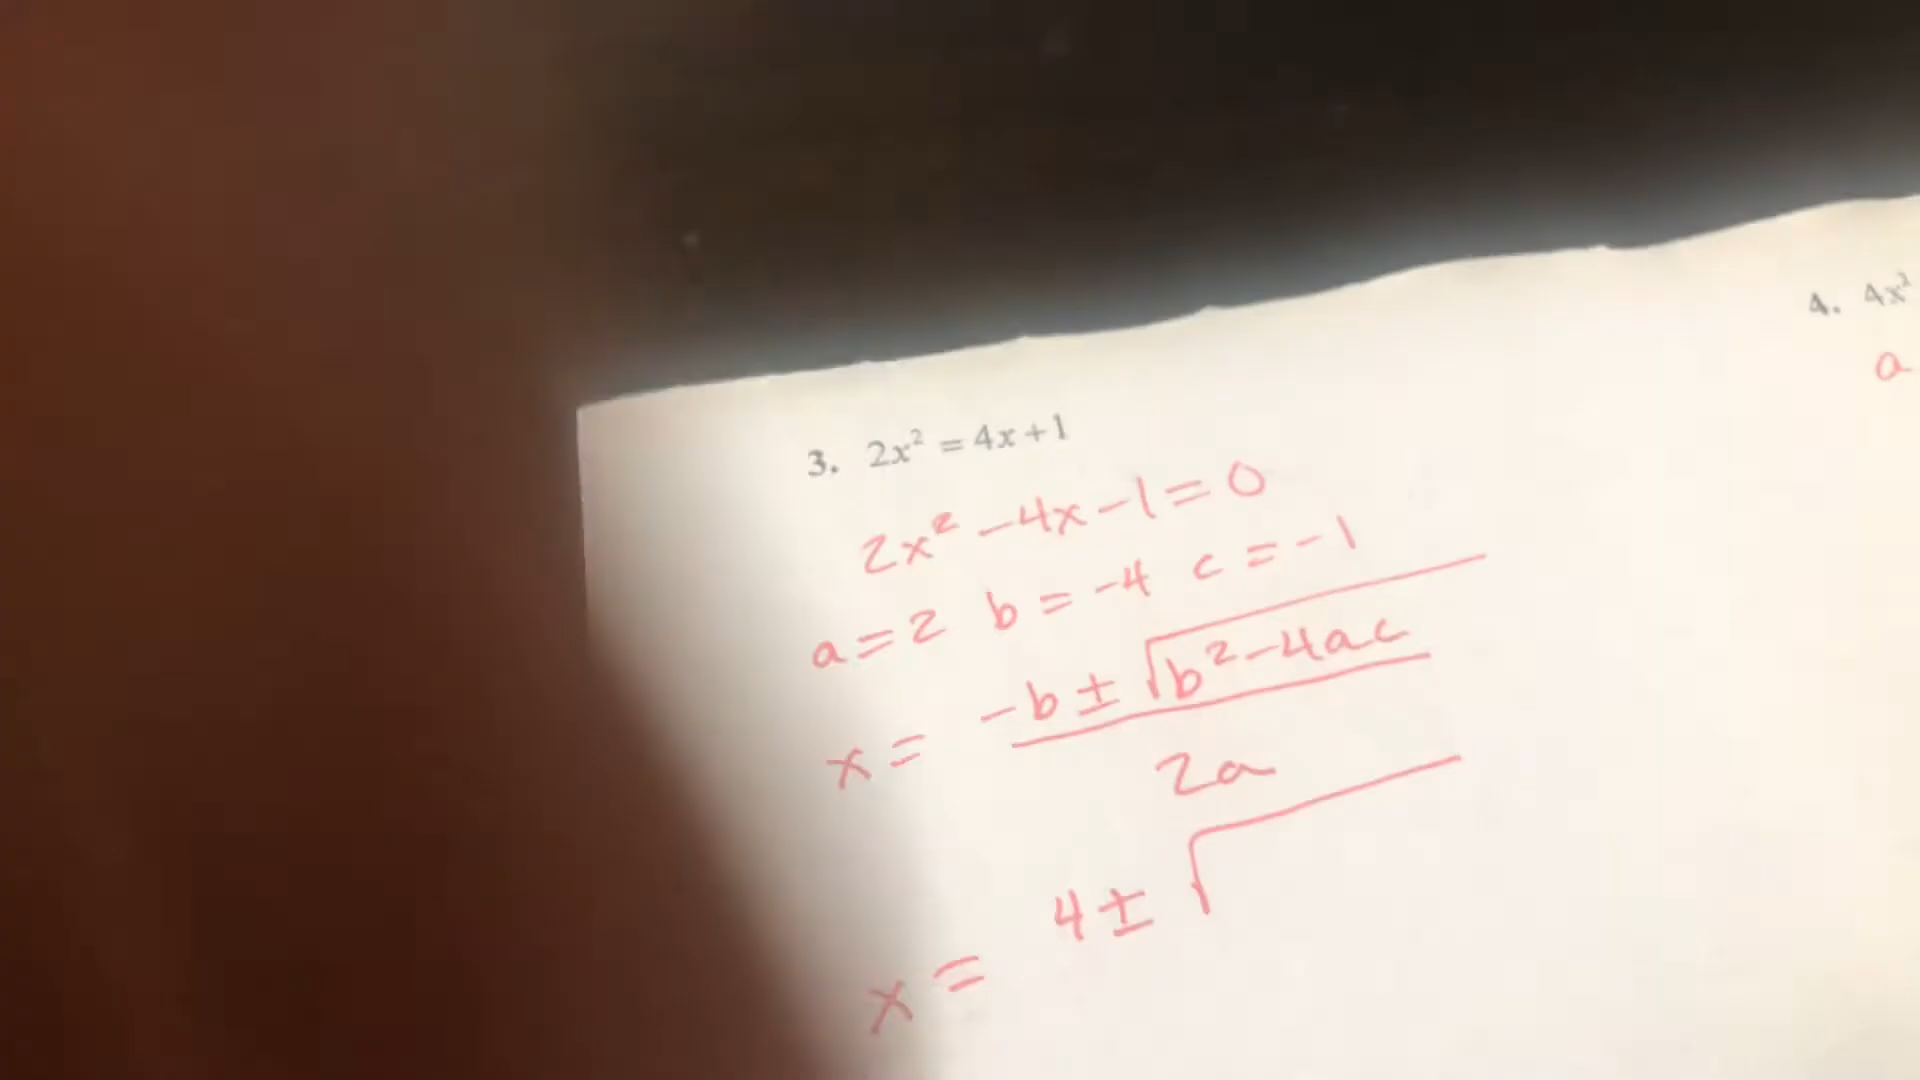 3. 2x² = 4x+1
2x² -4x-1=0
a=2 b=-4 c=-1
x= -b±√b²-4ac
2a
x= 4±√
4. 4x²
a